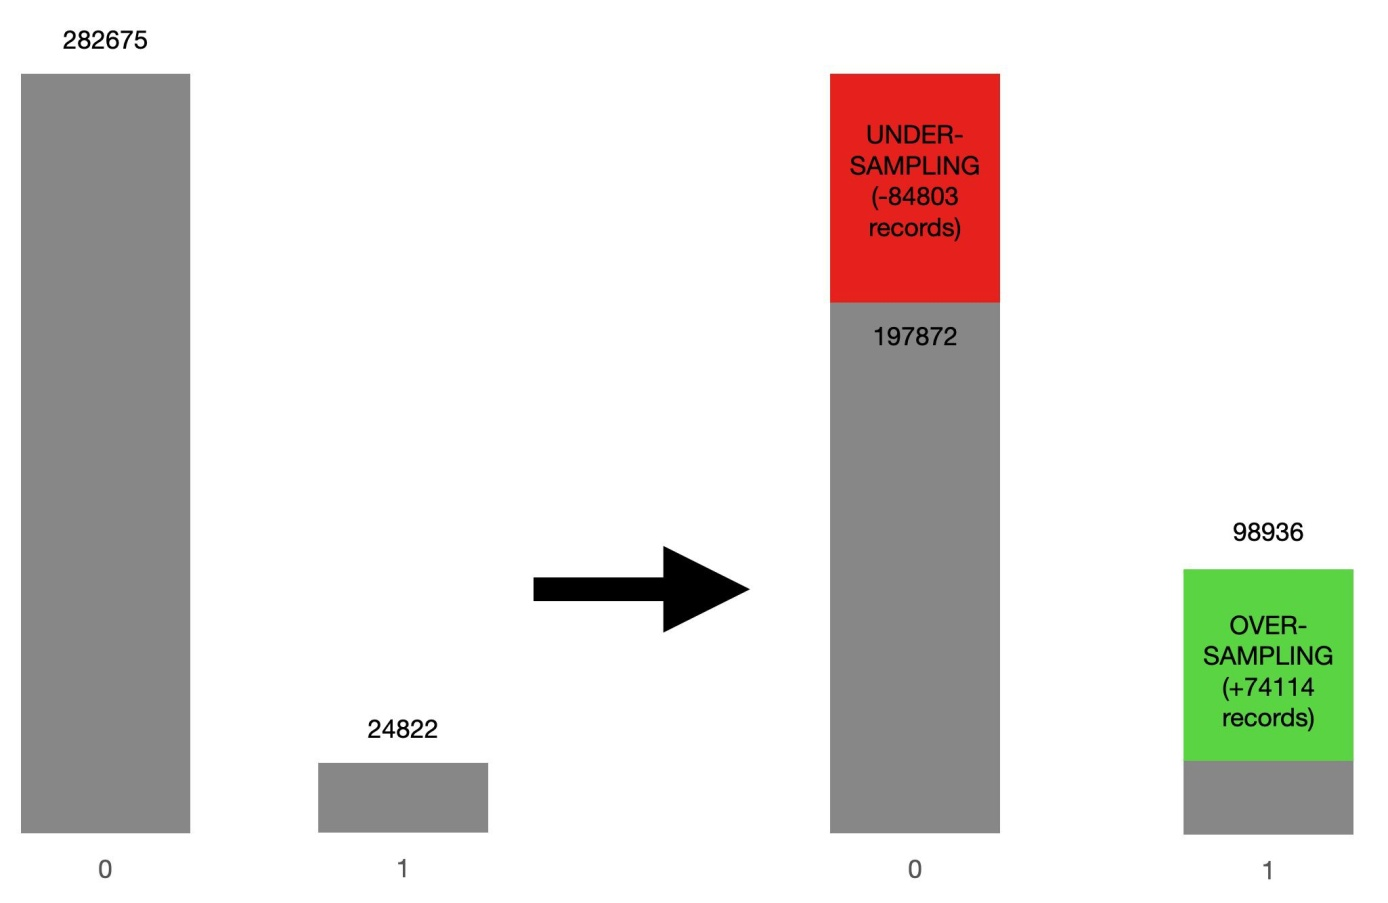 282675
24822
0
1
UNDER-
SAMPLING
(-84803
records)
197872
98936
OVER-
SAMPLING
(+74114
records)
0
1